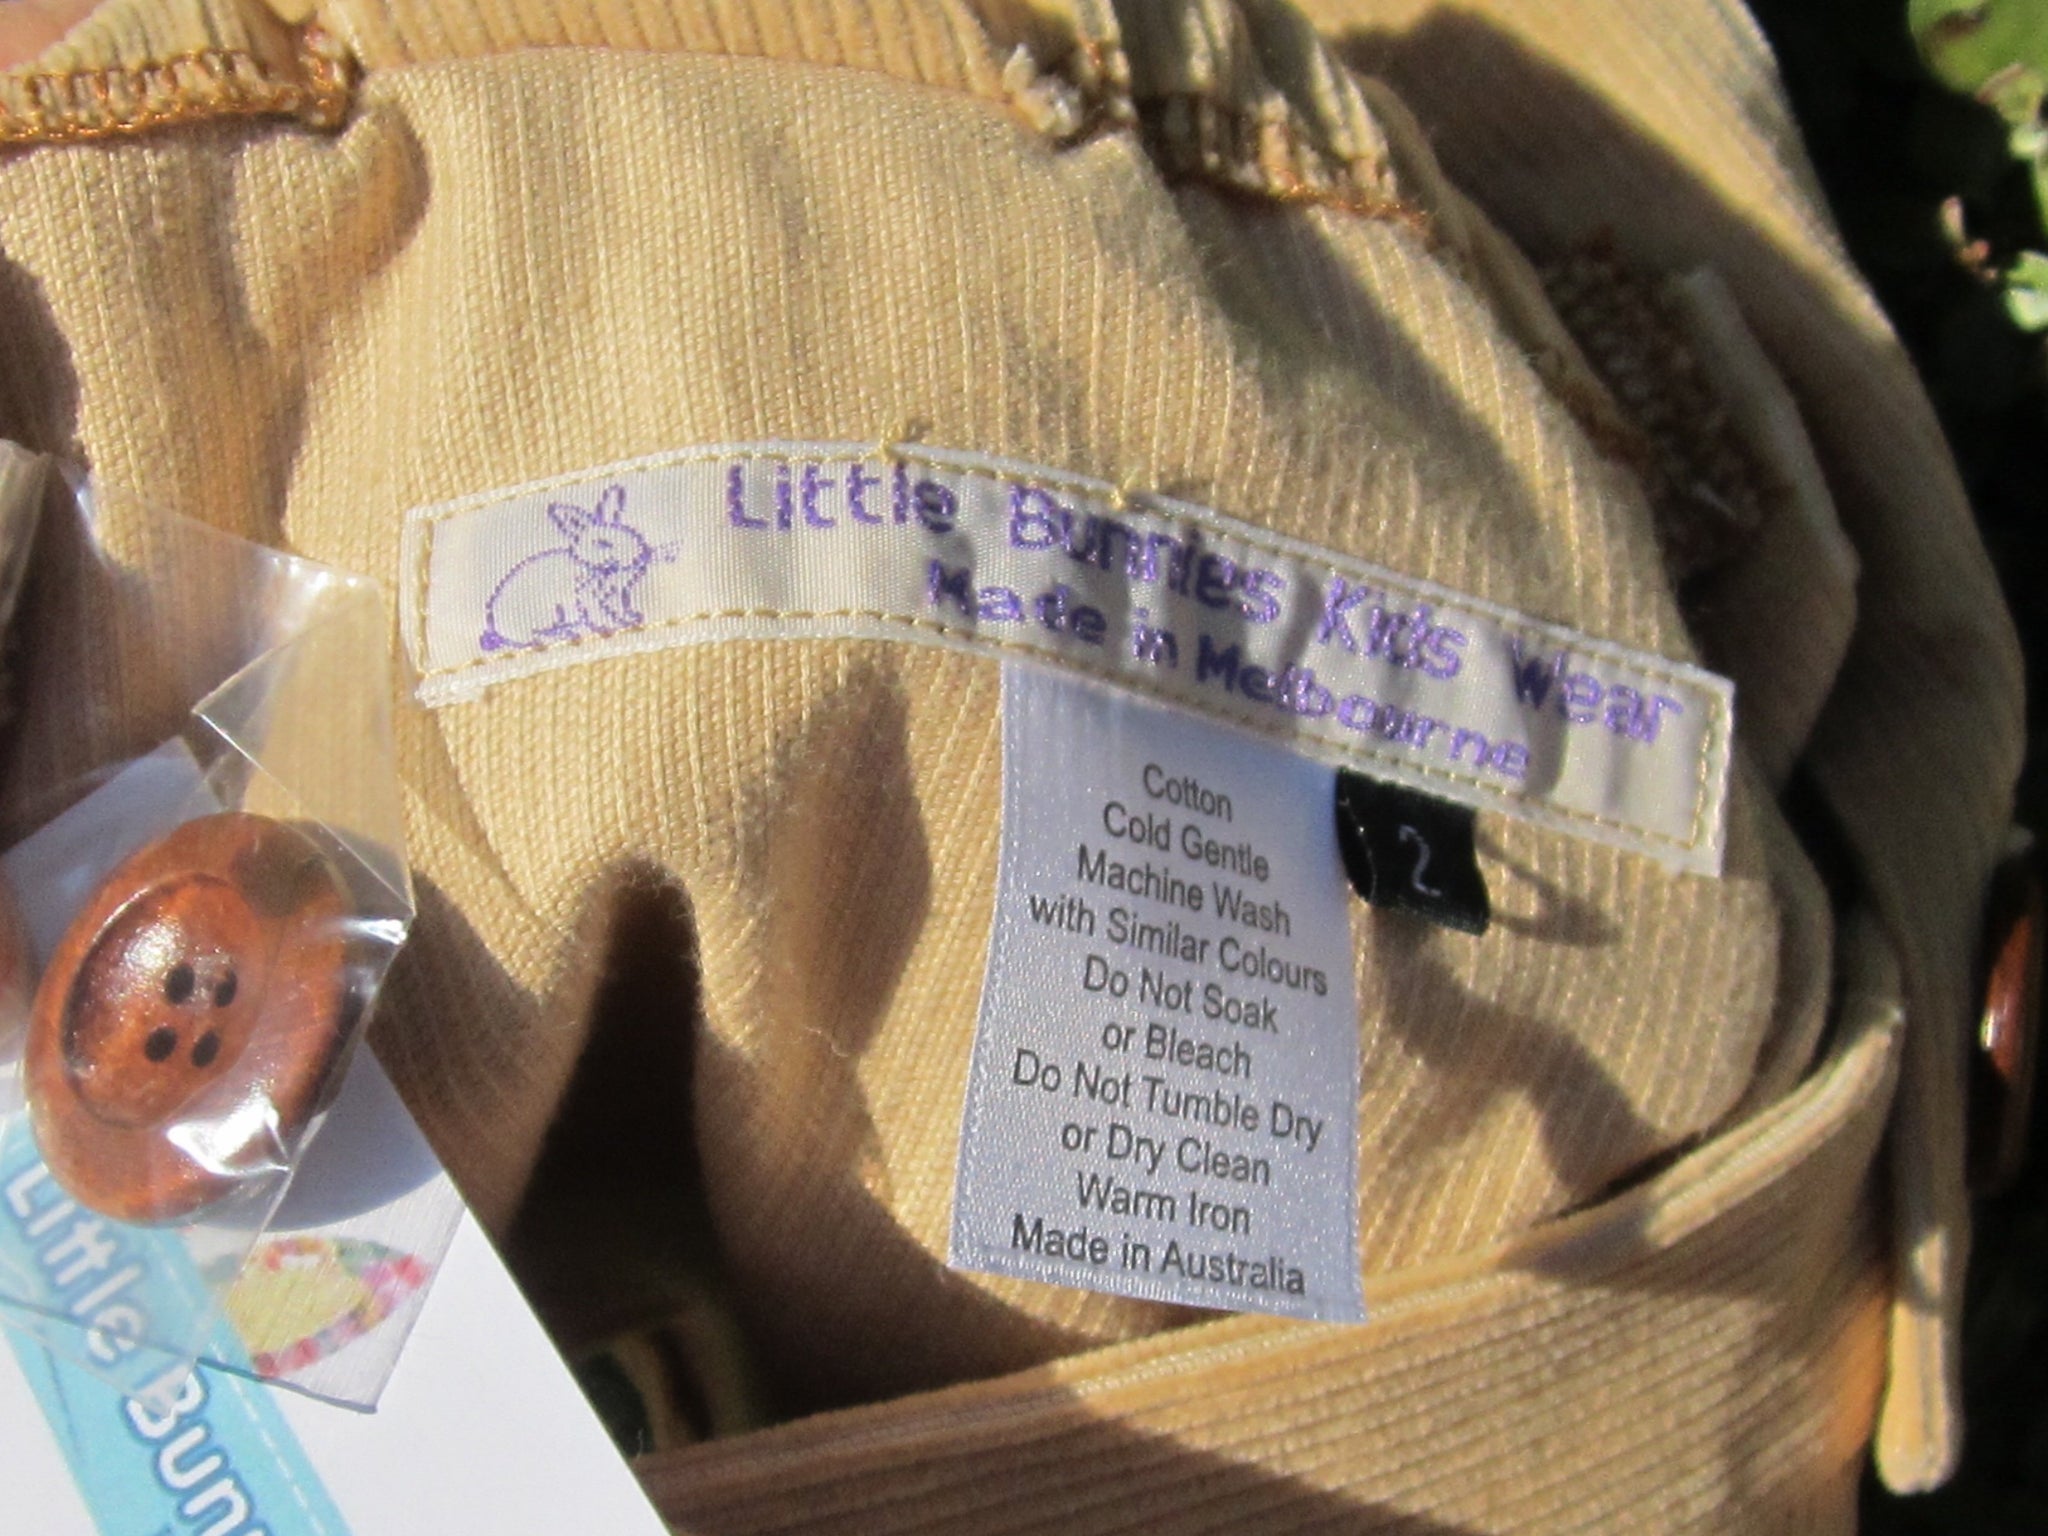 Little Bunnies Kids Wear
Made in Melbourne
Cotton
Cold Gentle
Machine Wash
with Similar Colours
Do Not Soak
or Bleach
Do Not Tumble Dry
or Dry Clean
Warm Iron
Made in Australia
2
Little Bunn